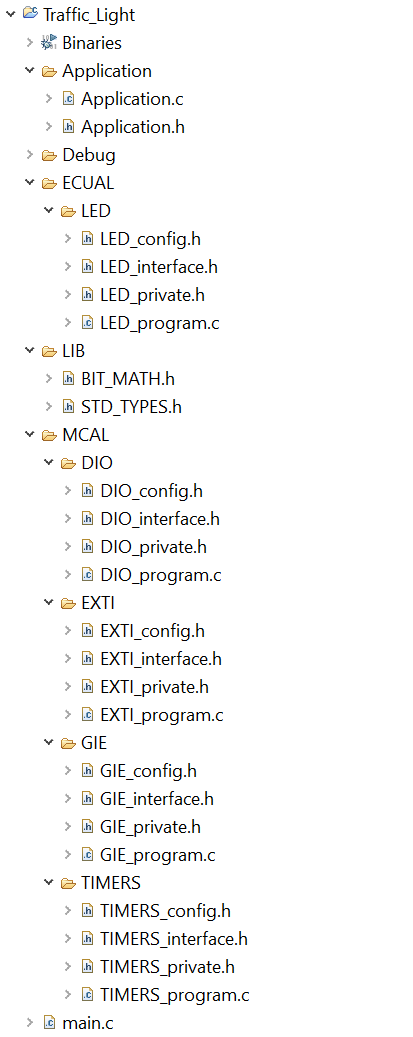 Traffic_Light
Binaries
Application
Application.c
Application.h
Debug
ECUAL
LED
LED_config.h
LED_interface.h
LED_private.h
LED_program.c
LIB
BIT_MATH.h
STD_TYPES.h
MCAL
DIO
DIO_config.h
DIO_interface.h
DIO_private.h
DIO_program.c
EXTI
EXTI_config.h
EXTI_interface.h
EXTI_private.h
EXTI_program.c
GIE
GIE_config.h
GIE_interface.h
GIE_private.h
GIE_program.c
TIMERS
TIMERS_config.h
TIMERS_interface.h
TIMERS_private.h
TIMERS_program.c
main.c